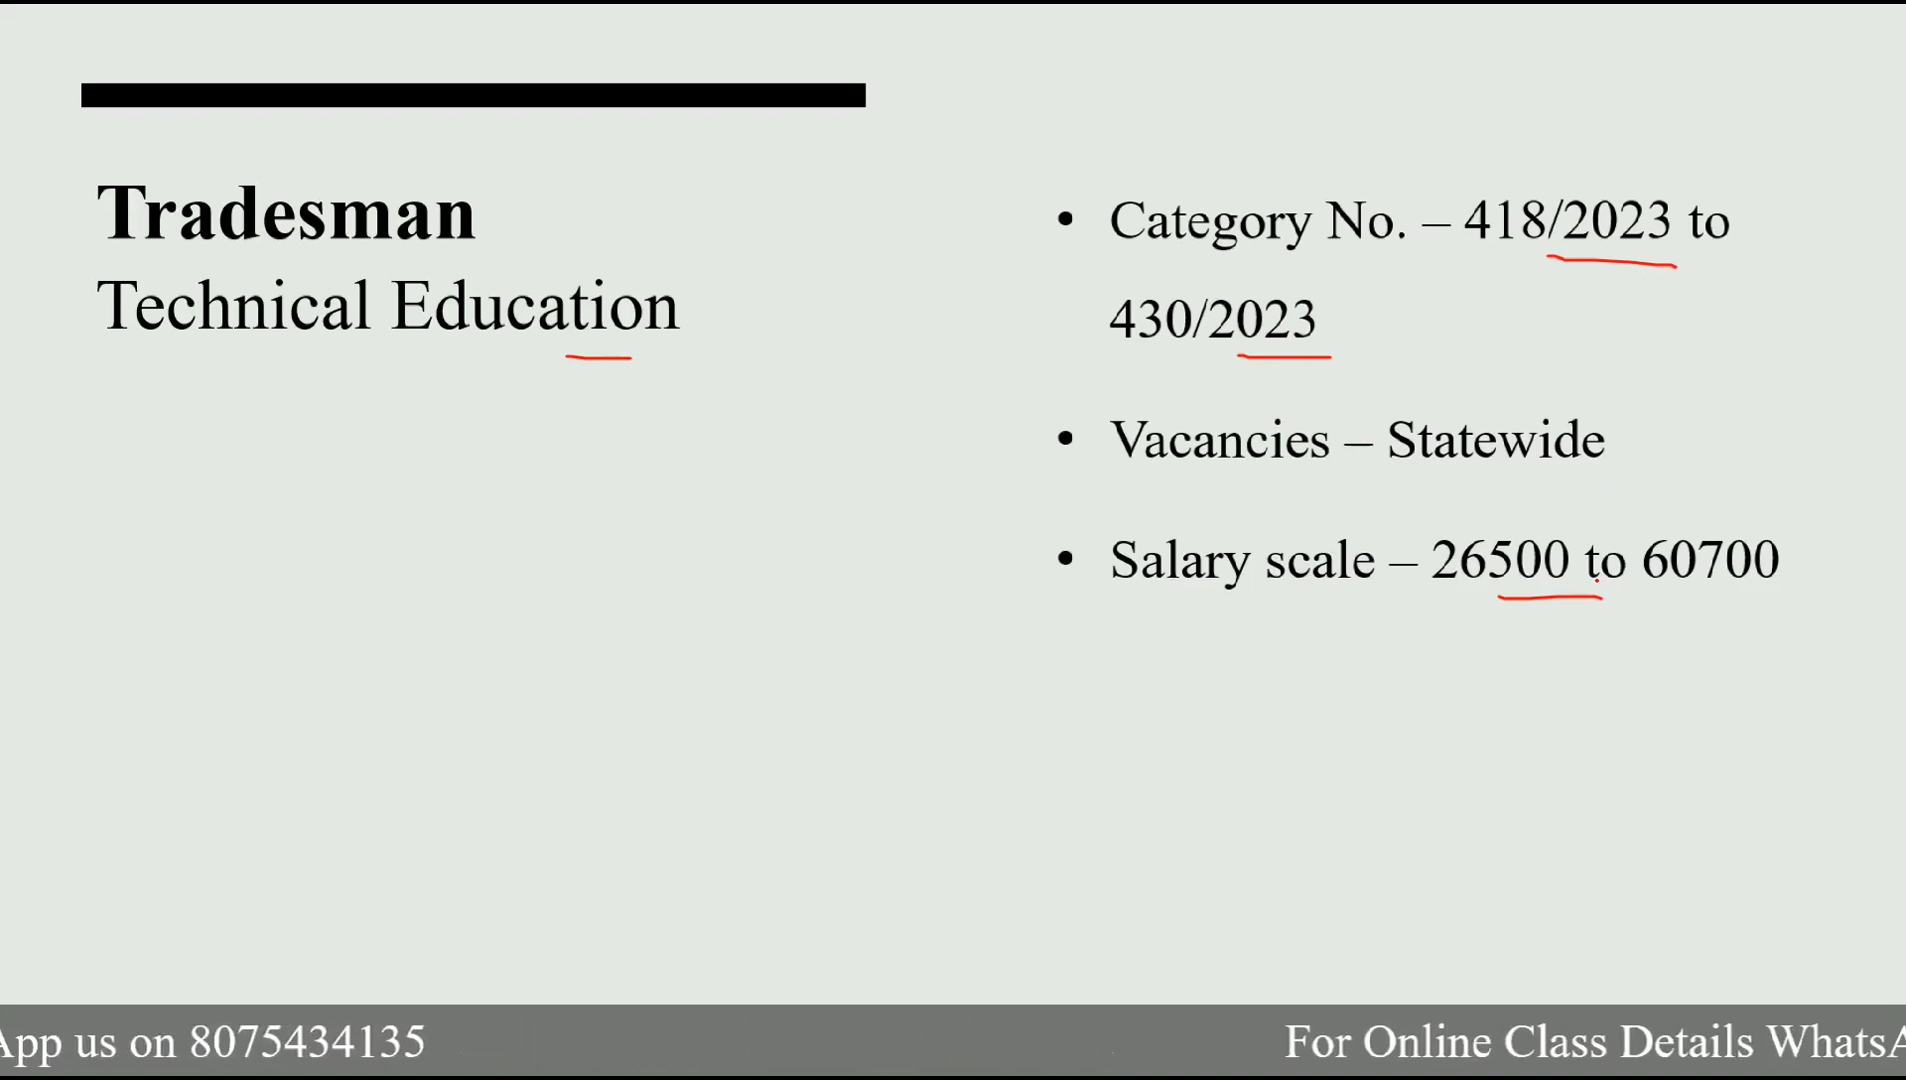 Tradesman
Technical Education
• Category No. – 418/2023 to
430/2023
• Vacancies – Statewide
• Salary scale – 26500 to 60700
App us on 8075434135
For Online Class Details WhatsA